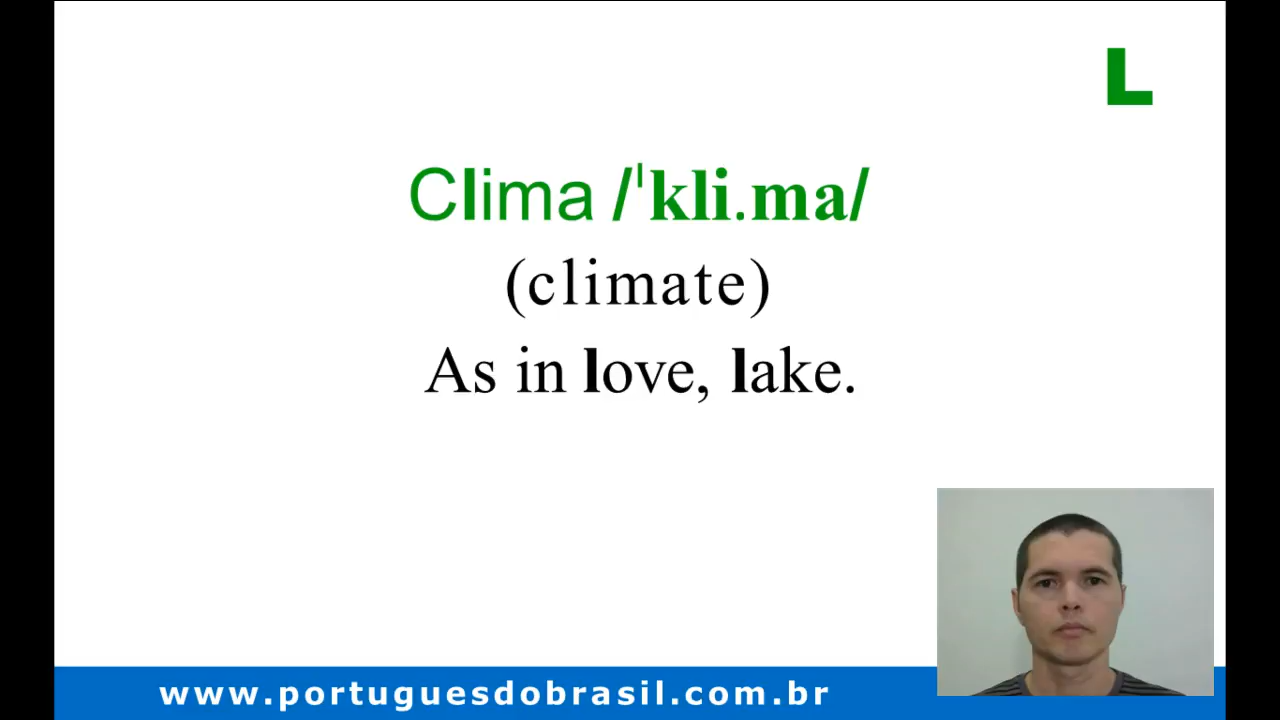 L
Clima /ˈkli.ma/
(climate)
As in love, lake.
www.portuguesdobrasil.com.br